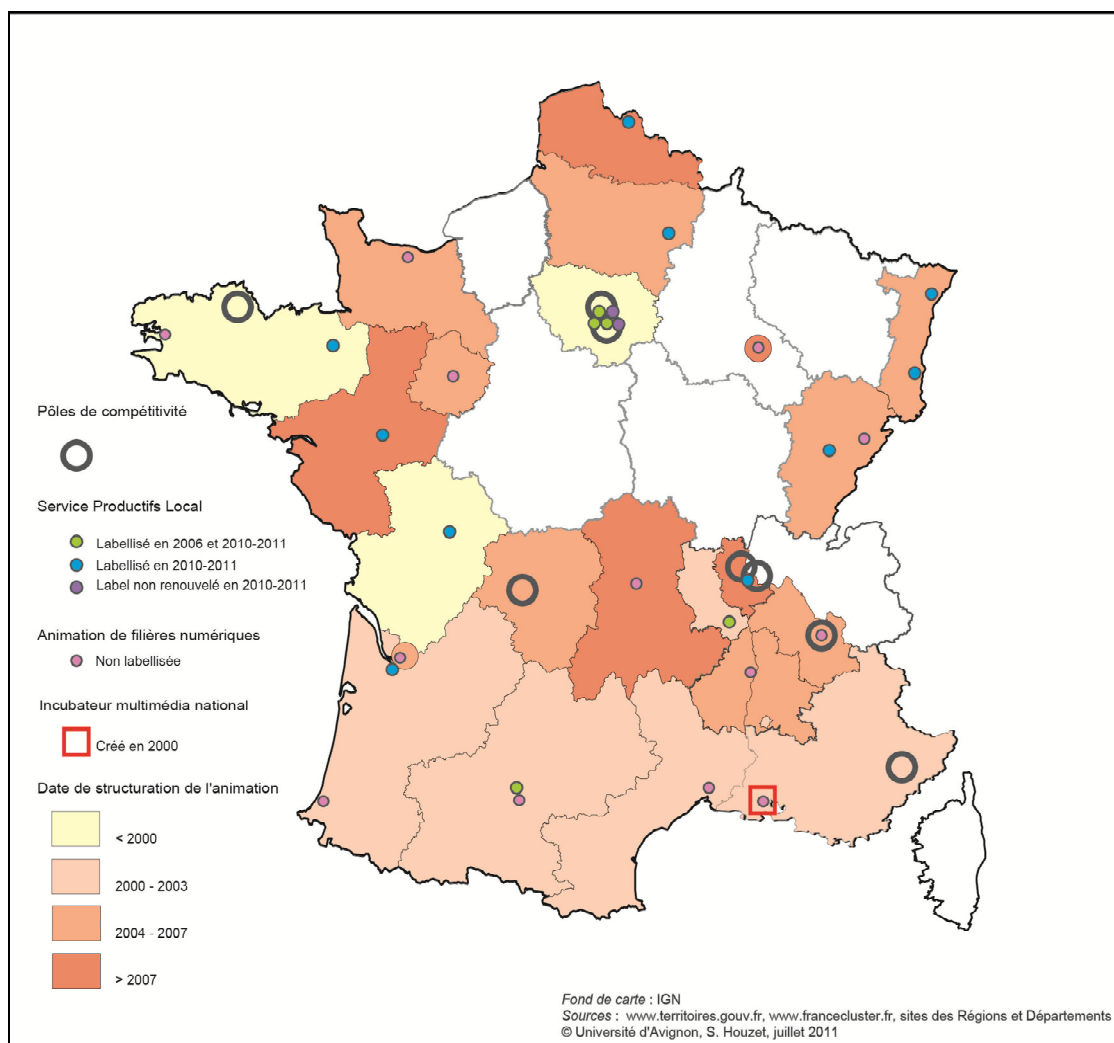 Pôles de compétitivité
Service Productifs Local
Labellisé en 2006 et 2010-2011
Labellisé en 2010-2011
Label non renouvelé en 2010-2011
Animation de filières numériques
Non labellisée
Incubateur multimédia national
Créé en 2000
Date de structuration de l'animation
< 2000
2000 - 2003
2004 - 2007
> 2007
Fond de carte : IGN
Sources : www.territoires.gouv.fr, www.francecluster.fr, sites des Régions et Départements
© Université d'Avignon, S. Houzet, juillet 2011